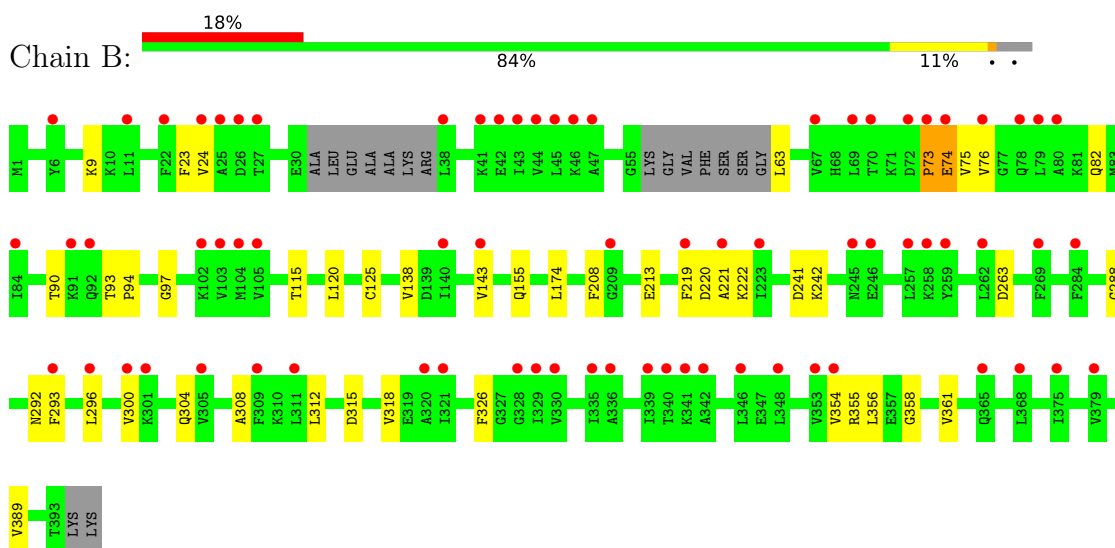 18%
Chain B:
84% 11% • •
M1 Y6 K9 K10 L11 F22 F23 V24 A25 D26 T27 E30 ALA LEU GLU ALA ALA LYS ARG L38 K41 E42 I43 V44 L45 K46 A47 G55 LYS GLY VAL PHE SER SER GLY L63 V67 H68 L69 T70 K71 D72 P73 E74 V75 V76 G77 Q78 L79 A80 K81 Q82 M83
I84 T90 K91 Q92 T93 P94 G97 K102 V103 M104 V105 T115 L120 C125 V138 D139 I140 V143 Q155 L174 F208 G209 E213 F219 D220 A221 K222 I223 D241 K242 N245 E246 L257 K258 Y259 L262 D263 F269 F284 G288
N292 F293 L296 V300 K301 Q304 V305 A308 F309 K310 L311 L312 D315 V318 E319 A320 I321 F326 G327 G328 I329 V330 I335 A336 I339 T340 K341 A342 L346 E347 L348 V353 V354 R355 L356 E357 G358 V361 Q365 L368 I375 V379
V389 T393 LYS LYS